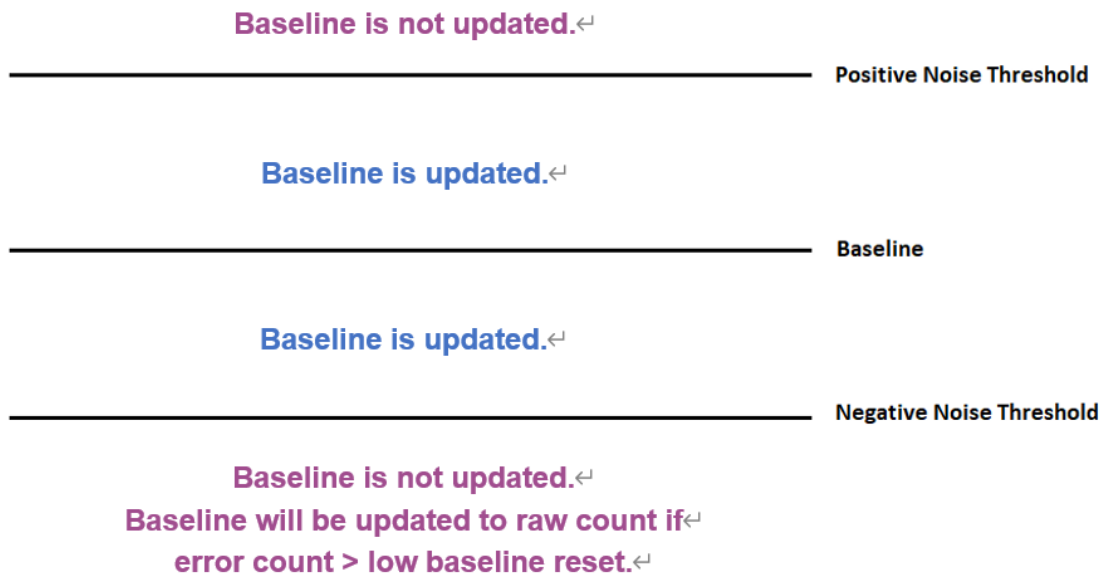 Baseline is not updated.↵
Positive Noise Threshold
Baseline is updated.↵
Baseline
Baseline is updated.↵
Negative Noise Threshold
Baseline is not updated.↵
Baseline will be updated to raw count if↵
error count > low baseline reset.↵